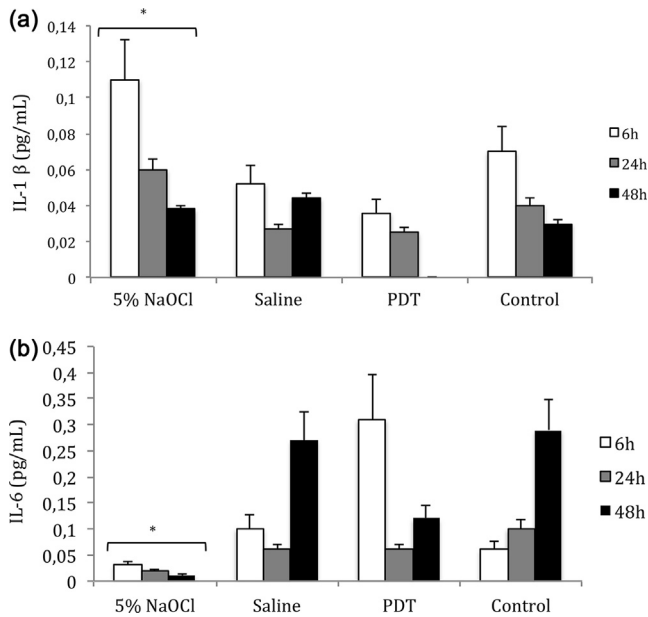 (a)
*
IL-1 β (pg/mL)
0,14
0,12
0,1
0,08
0,06
0,04
0,02
0
5% NaOCl Saline PDT Control
6h
24h
48h
(b)
*
IL-6 (pg/mL)
0,45
0,4
0,35
0,3
0,25
0,2
0,15
0,1
0,05
0
5% NaOCl Saline PDT Control
6h
24h
48h